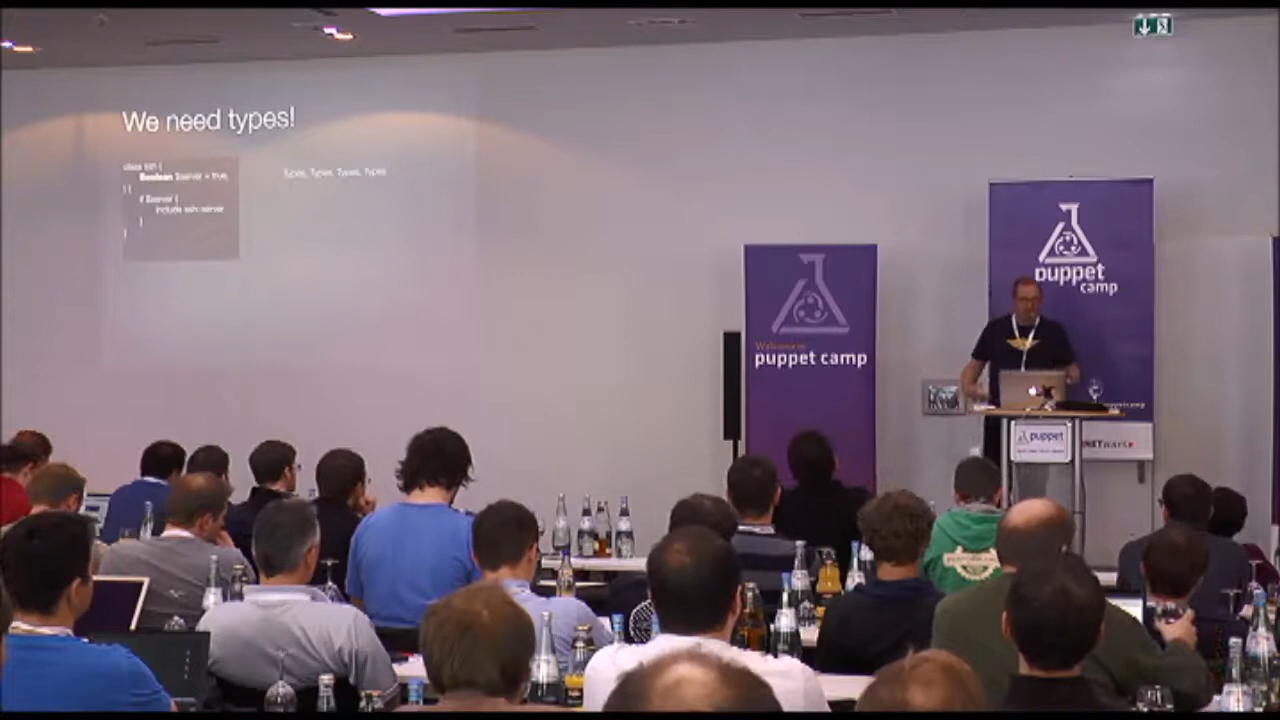 We need types!
class ssh {
Boolean $server = true,
) {
if $server {
include ssh::server
}
}
Types, Types, Types, Types
puppet
camp
Welcome to
puppet camp
puppetcamp
puppet
NETWAYS